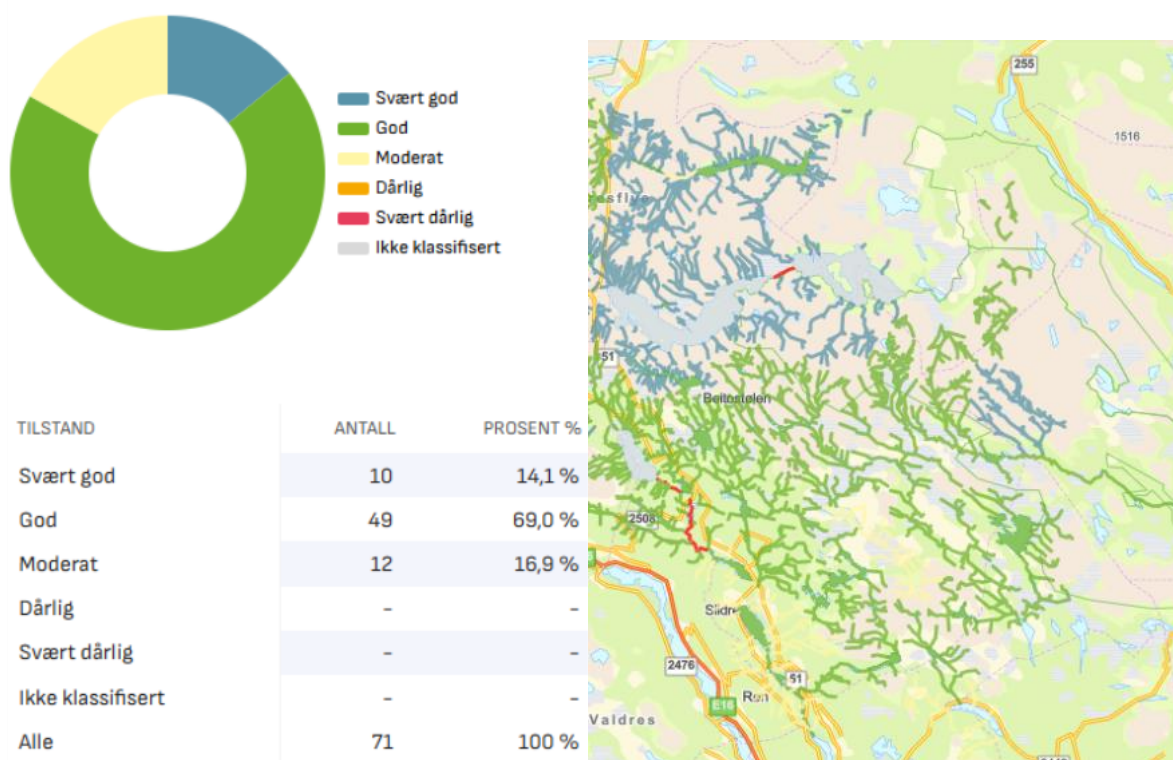 Svært god
God
Moderat
Dårlig
Svært dårlig
Ikke klassifisert
TILSTAND ANTALL PROSENT %
Svært god 10 14,1 %
God 49 69,0 %
Moderat 12 16,9 %
Dårlig - -
Svært dårlig - -
Ikke klassifisert - -
Alle 71 100 %
255
1516
51
Beitostølen
2508
Slidre
2476
51
Røn
E16
Valdres